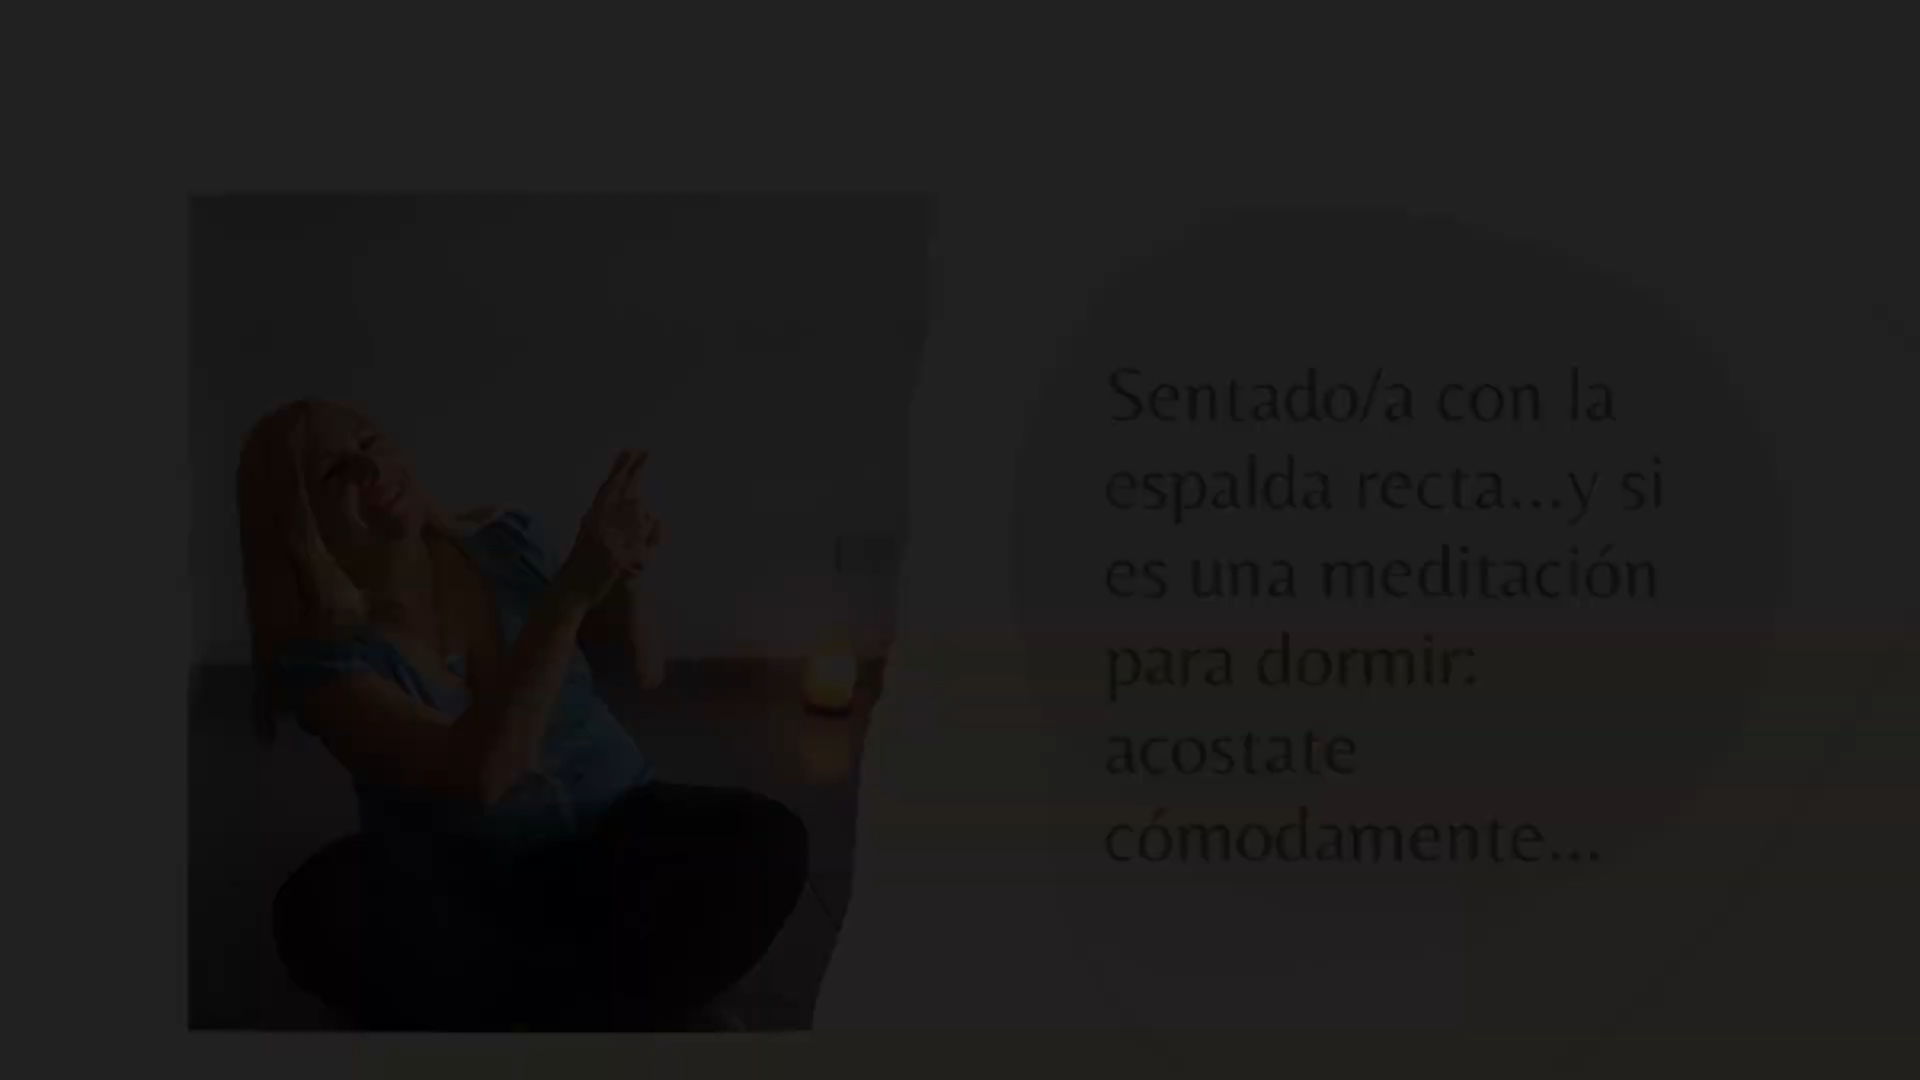 Sentado/a con la
espalda recta...y si
es una meditación
para dormir:
acostate
cómodamente...